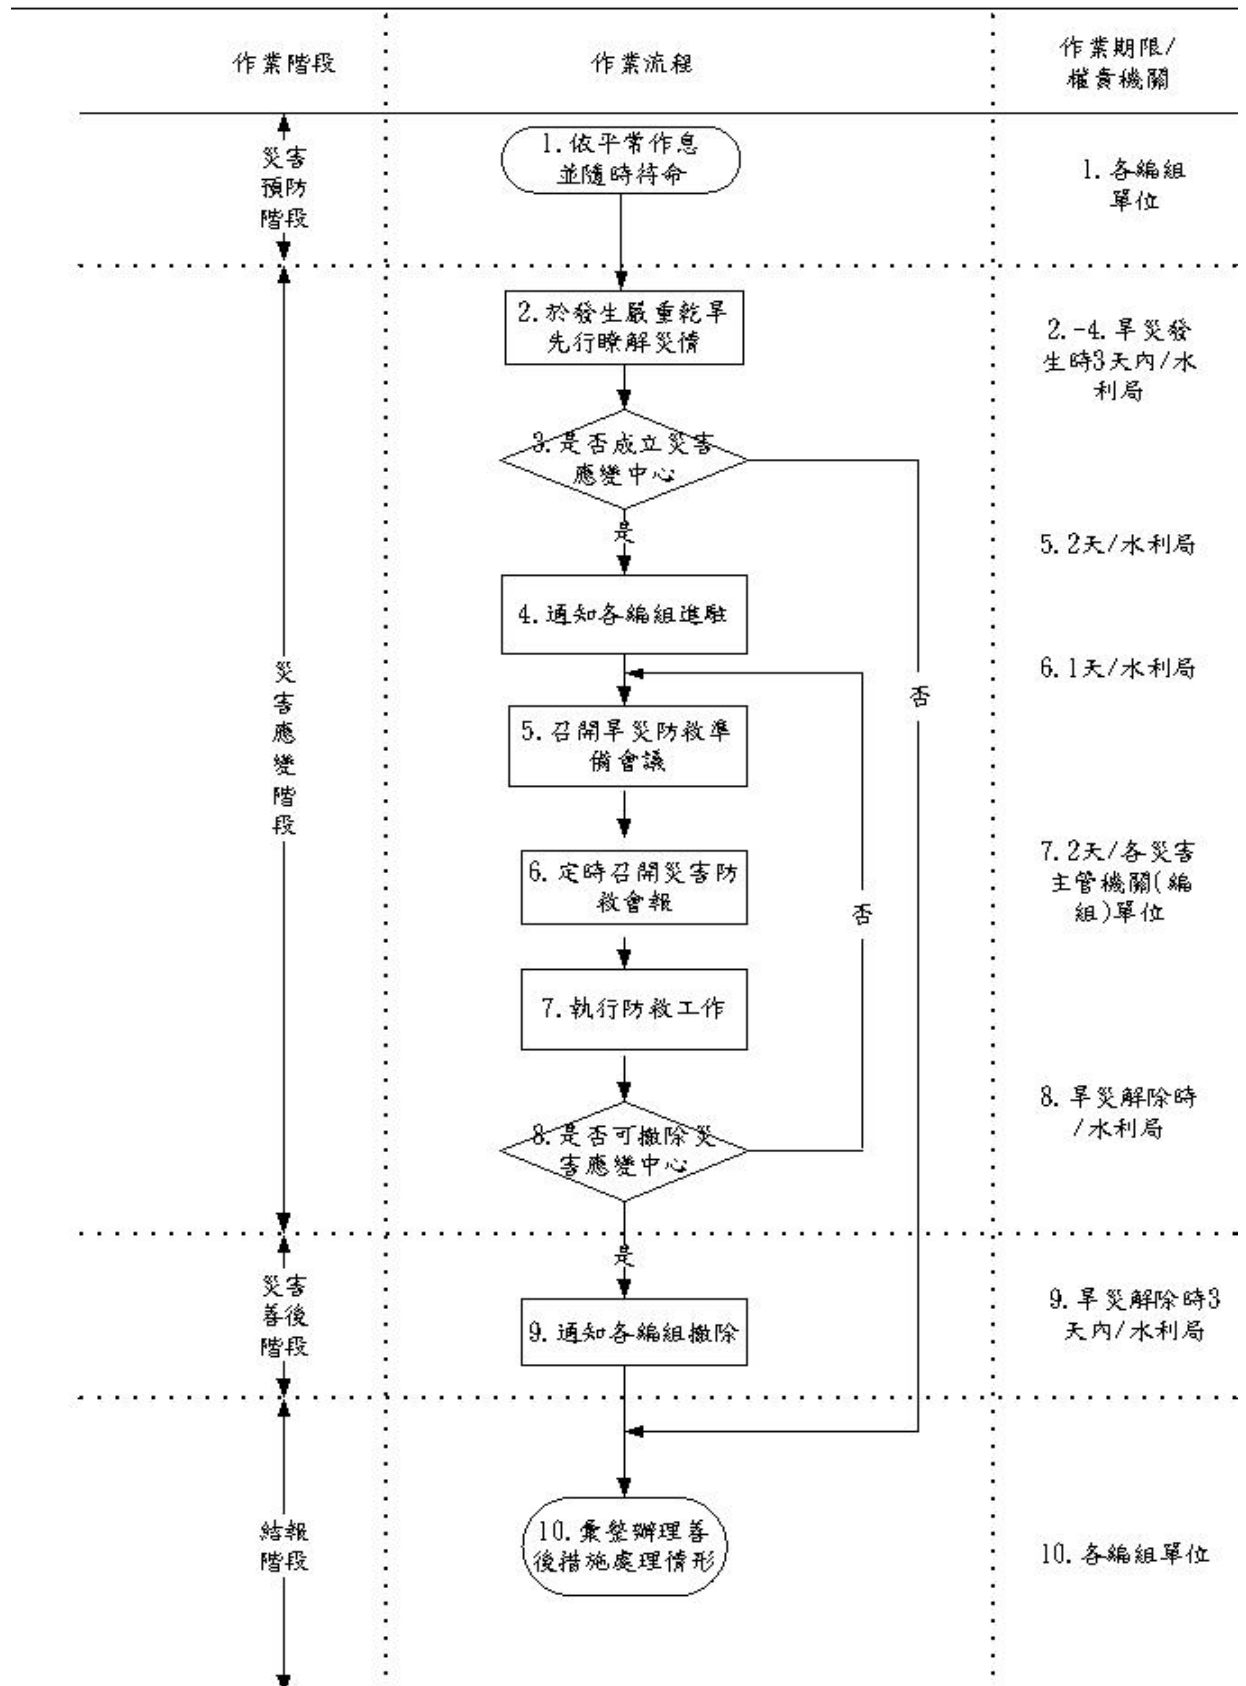 作業階段
作業流程
作業期限/
權責機關
災害
預防
階段
1.依平常作息
並隨時待命
1.各編組
單位
2.於發生嚴重乾旱
先行瞭解災情
2.-4.旱災發
生時3天內/水
利局
3.是否成立災害
應變中心
是
5.2天/水利局
4.通知各編組進駐
6.1天/水利局
否
災
害
應
變
階
段
5.召開旱災防救準
備會議
6.定時召開災害防
救會報
7.2天/各災害
主管機關(編
組)單位
否
7.執行防救工作
8.是否可撤除災
害應變中心
8.旱災解除時
/水利局
是
災害
善後
階段
9.通知各編組撤除
9.旱災解除時3
天內/水利局
結報
階段
10.彙整辦理善
後措施處理情形
10.各編組單位